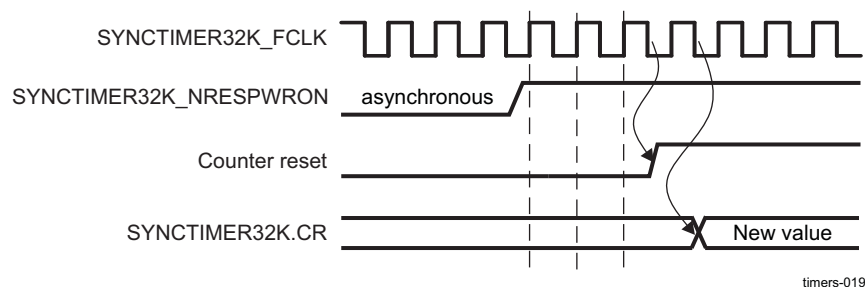 SYNCTIMER32K_FCLK
SYNCTIMER32K_NRESPWRON
asynchronous
Counter reset
SYNCTIMER32K.CR
New value
timers-019